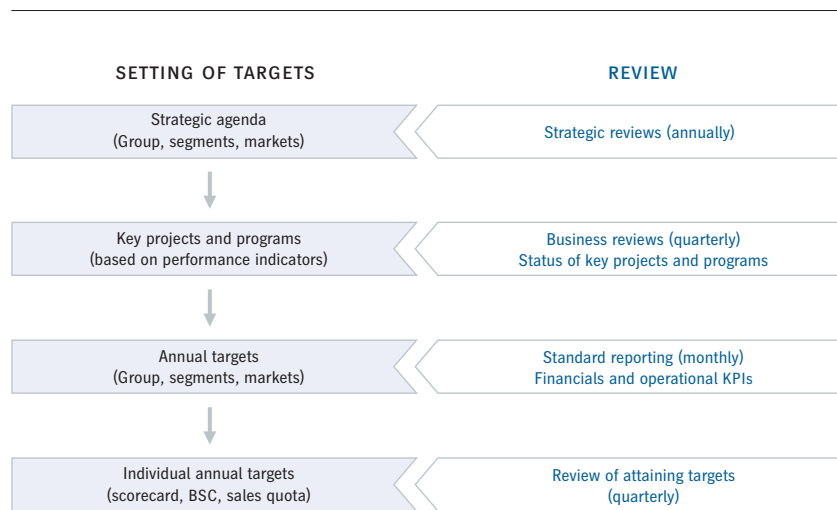 SETTING OF TARGETS
REVIEW
Strategic agenda
(Group, segments, markets)
Strategic reviews (annually)
Key projects and programs
(based on performance indicators)
Business reviews (quarterly)
Status of key projects and programs
Annual targets
(Group, segments, markets)
Standard reporting (monthly)
Financials and operational KPIs
Individual annual targets
(scorecard, BSC, sales quota)
Review of attaining targets
(quarterly)